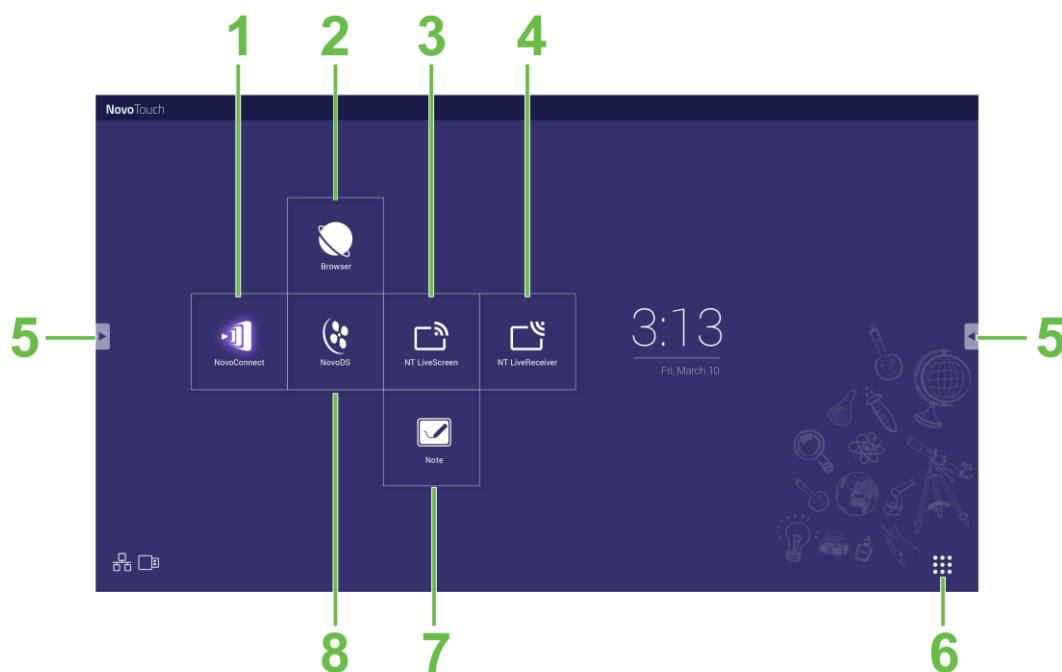 1 2 3 4
NovoTouch
Browser
5 5
NovoConnect NovoDS NT LiveScreen NT LiveReceiver
3:13
Fri, March 10
Note
8 7 6